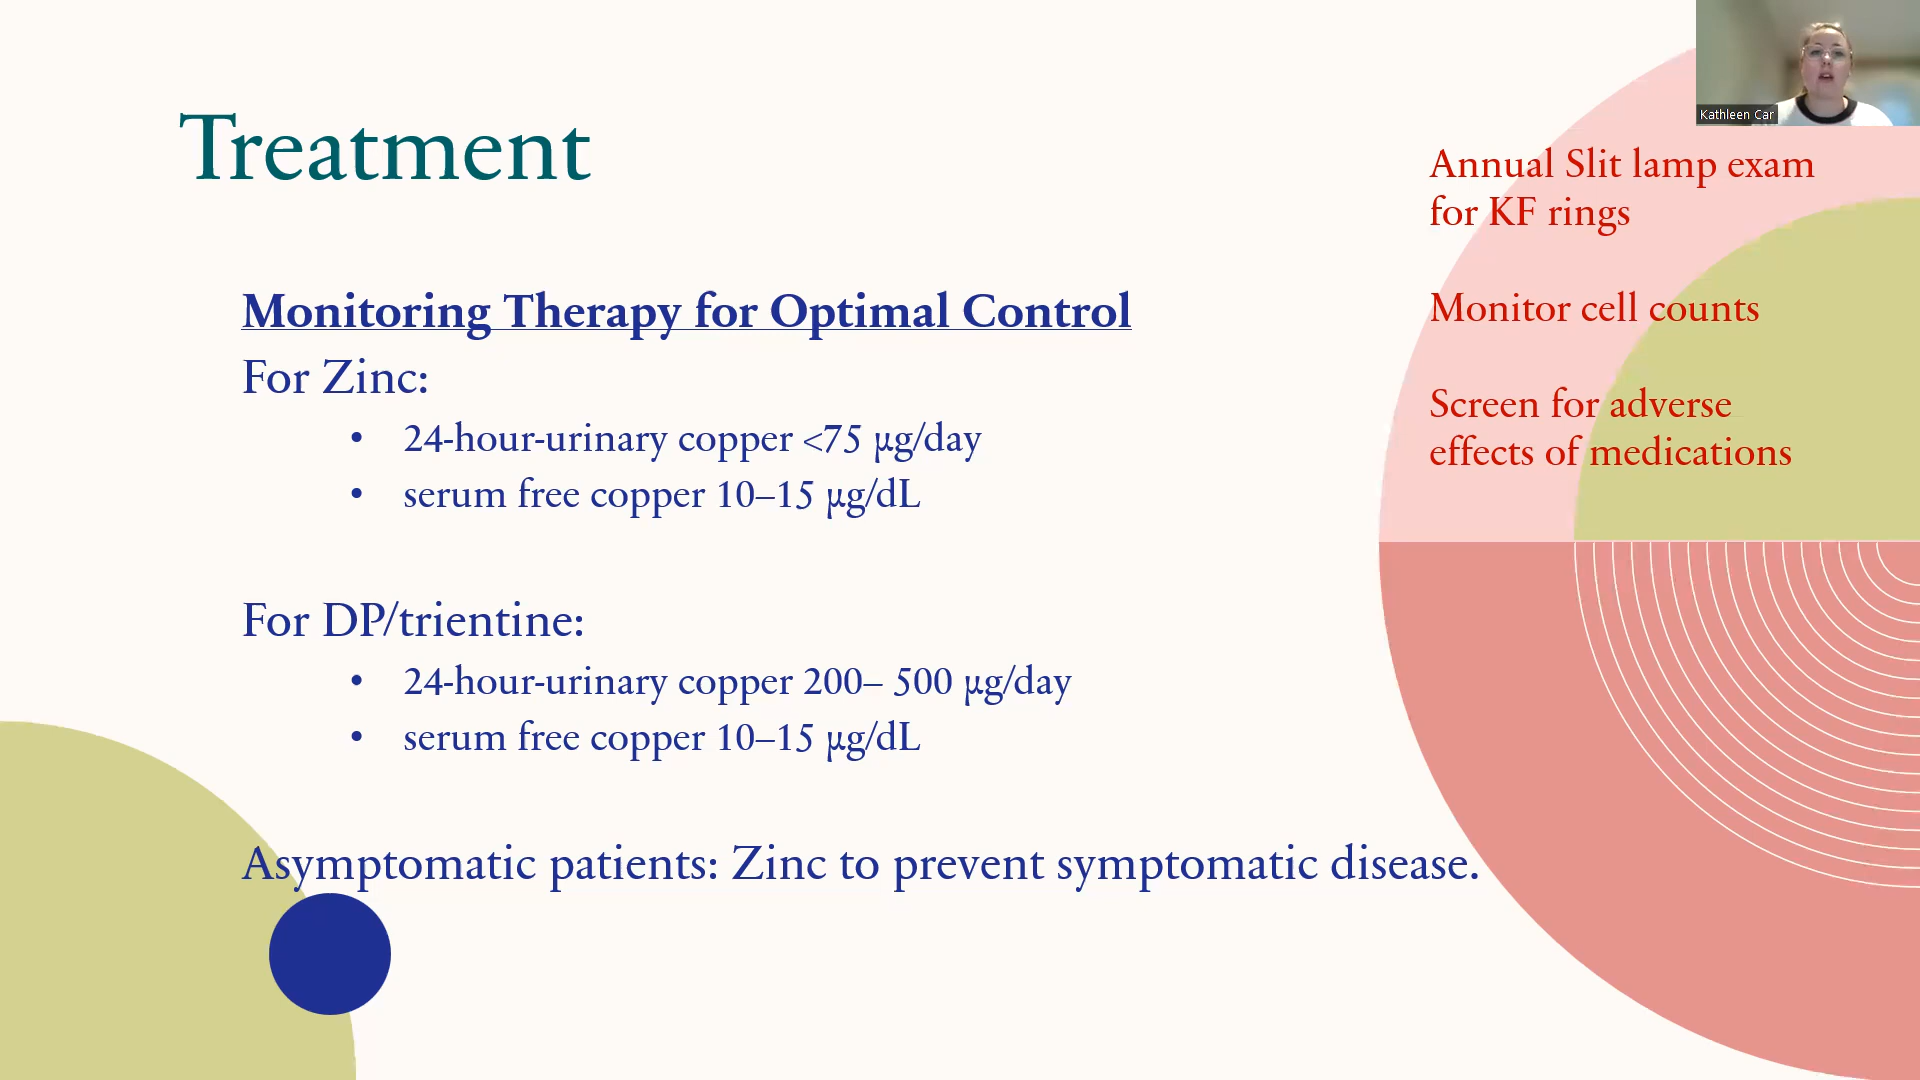 Treatment
Monitoring Therapy for Optimal Control
For Zinc:
• 24-hour-urinary copper <75 µg/day
• serum free copper 10–15 µg/dL
For DP/trientine:
• 24-hour-urinary copper 200– 500 µg/day
• serum free copper 10–15 µg/dL
Asymptomatic patients: Zinc to prevent symptomatic disease.
Kathleen Car
Annual Slit lamp exam
for KF rings
Monitor cell counts
Screen for adverse
effects of medications